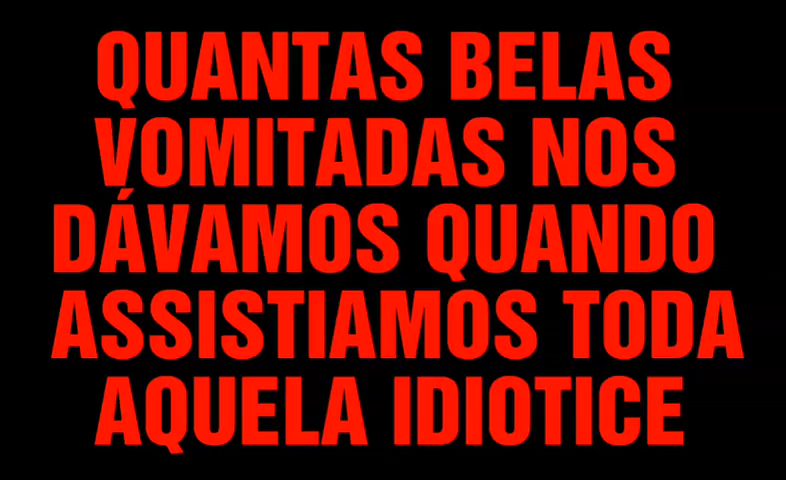 QUANTAS BELAS
VOMITADAS NOS
DÁVAMOS QUANDO
ASSISTIAMOS TODA
AQUELA IDIOTICE